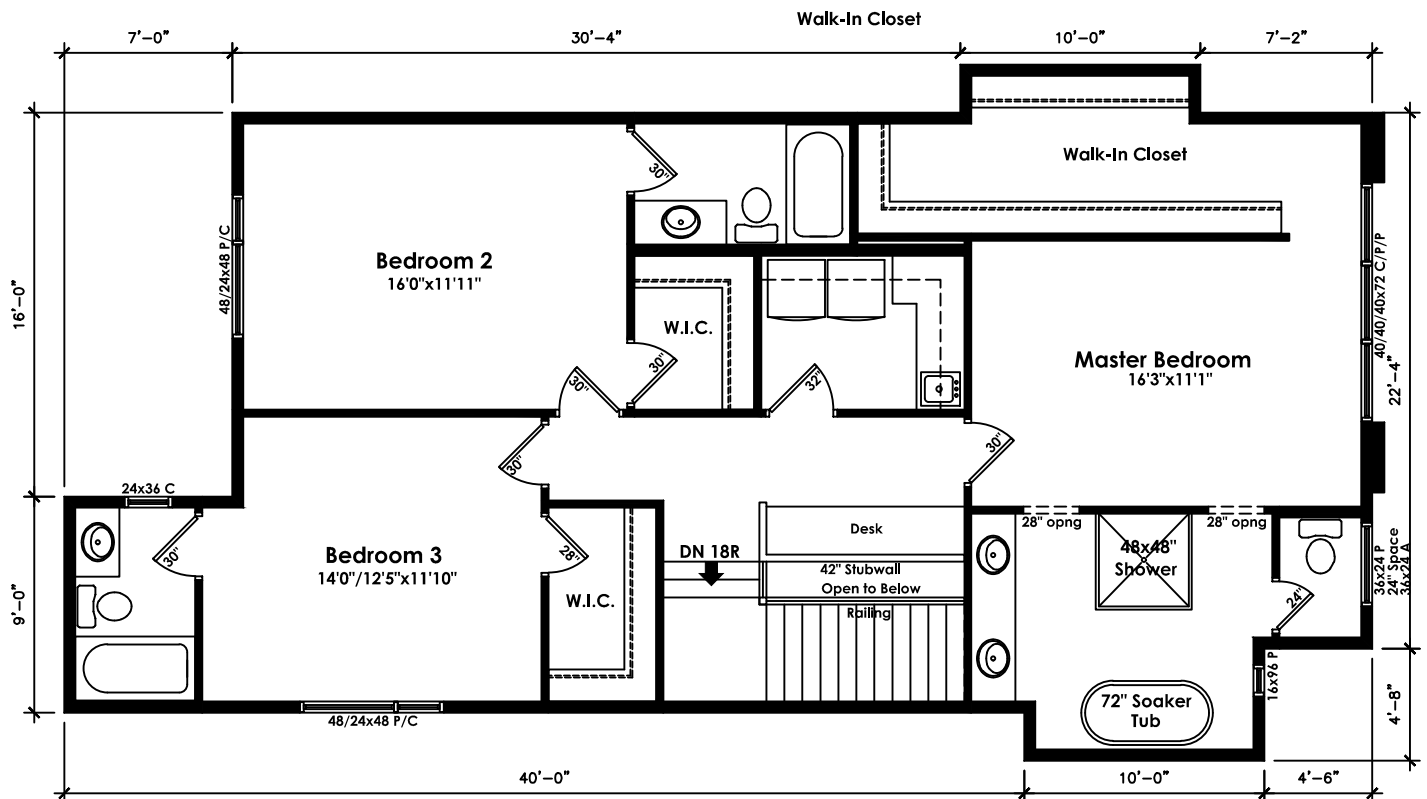 Walk-In Closet
7'-0"
30'-4"
10'-0"
7'-2"
Walk-In Closet
30"
30"
Bedroom 2
16'0"x11'11"
48/24x48 P/C
16'-0"
W.I.C.
30"
32"
Master Bedroom
16'3"x11'1"
40/40/40x72 C/P/P
22'-4"
30"
30"
24x36 C
30"
Bedroom 3
14'0"/12'5"x11'10"
28"
W.I.C.
DN 18R
Desk
42" Stubwall
Open to Below
Railing
28" opng
28" opng
48x48"
Shower
24"
36x24 P
24" Space
36x24 A
9'-0"
16x96 P
72" Soaker
Tub
4'-8"
48/24x48 P/C
40'-0"
10'-0"
4'-6"